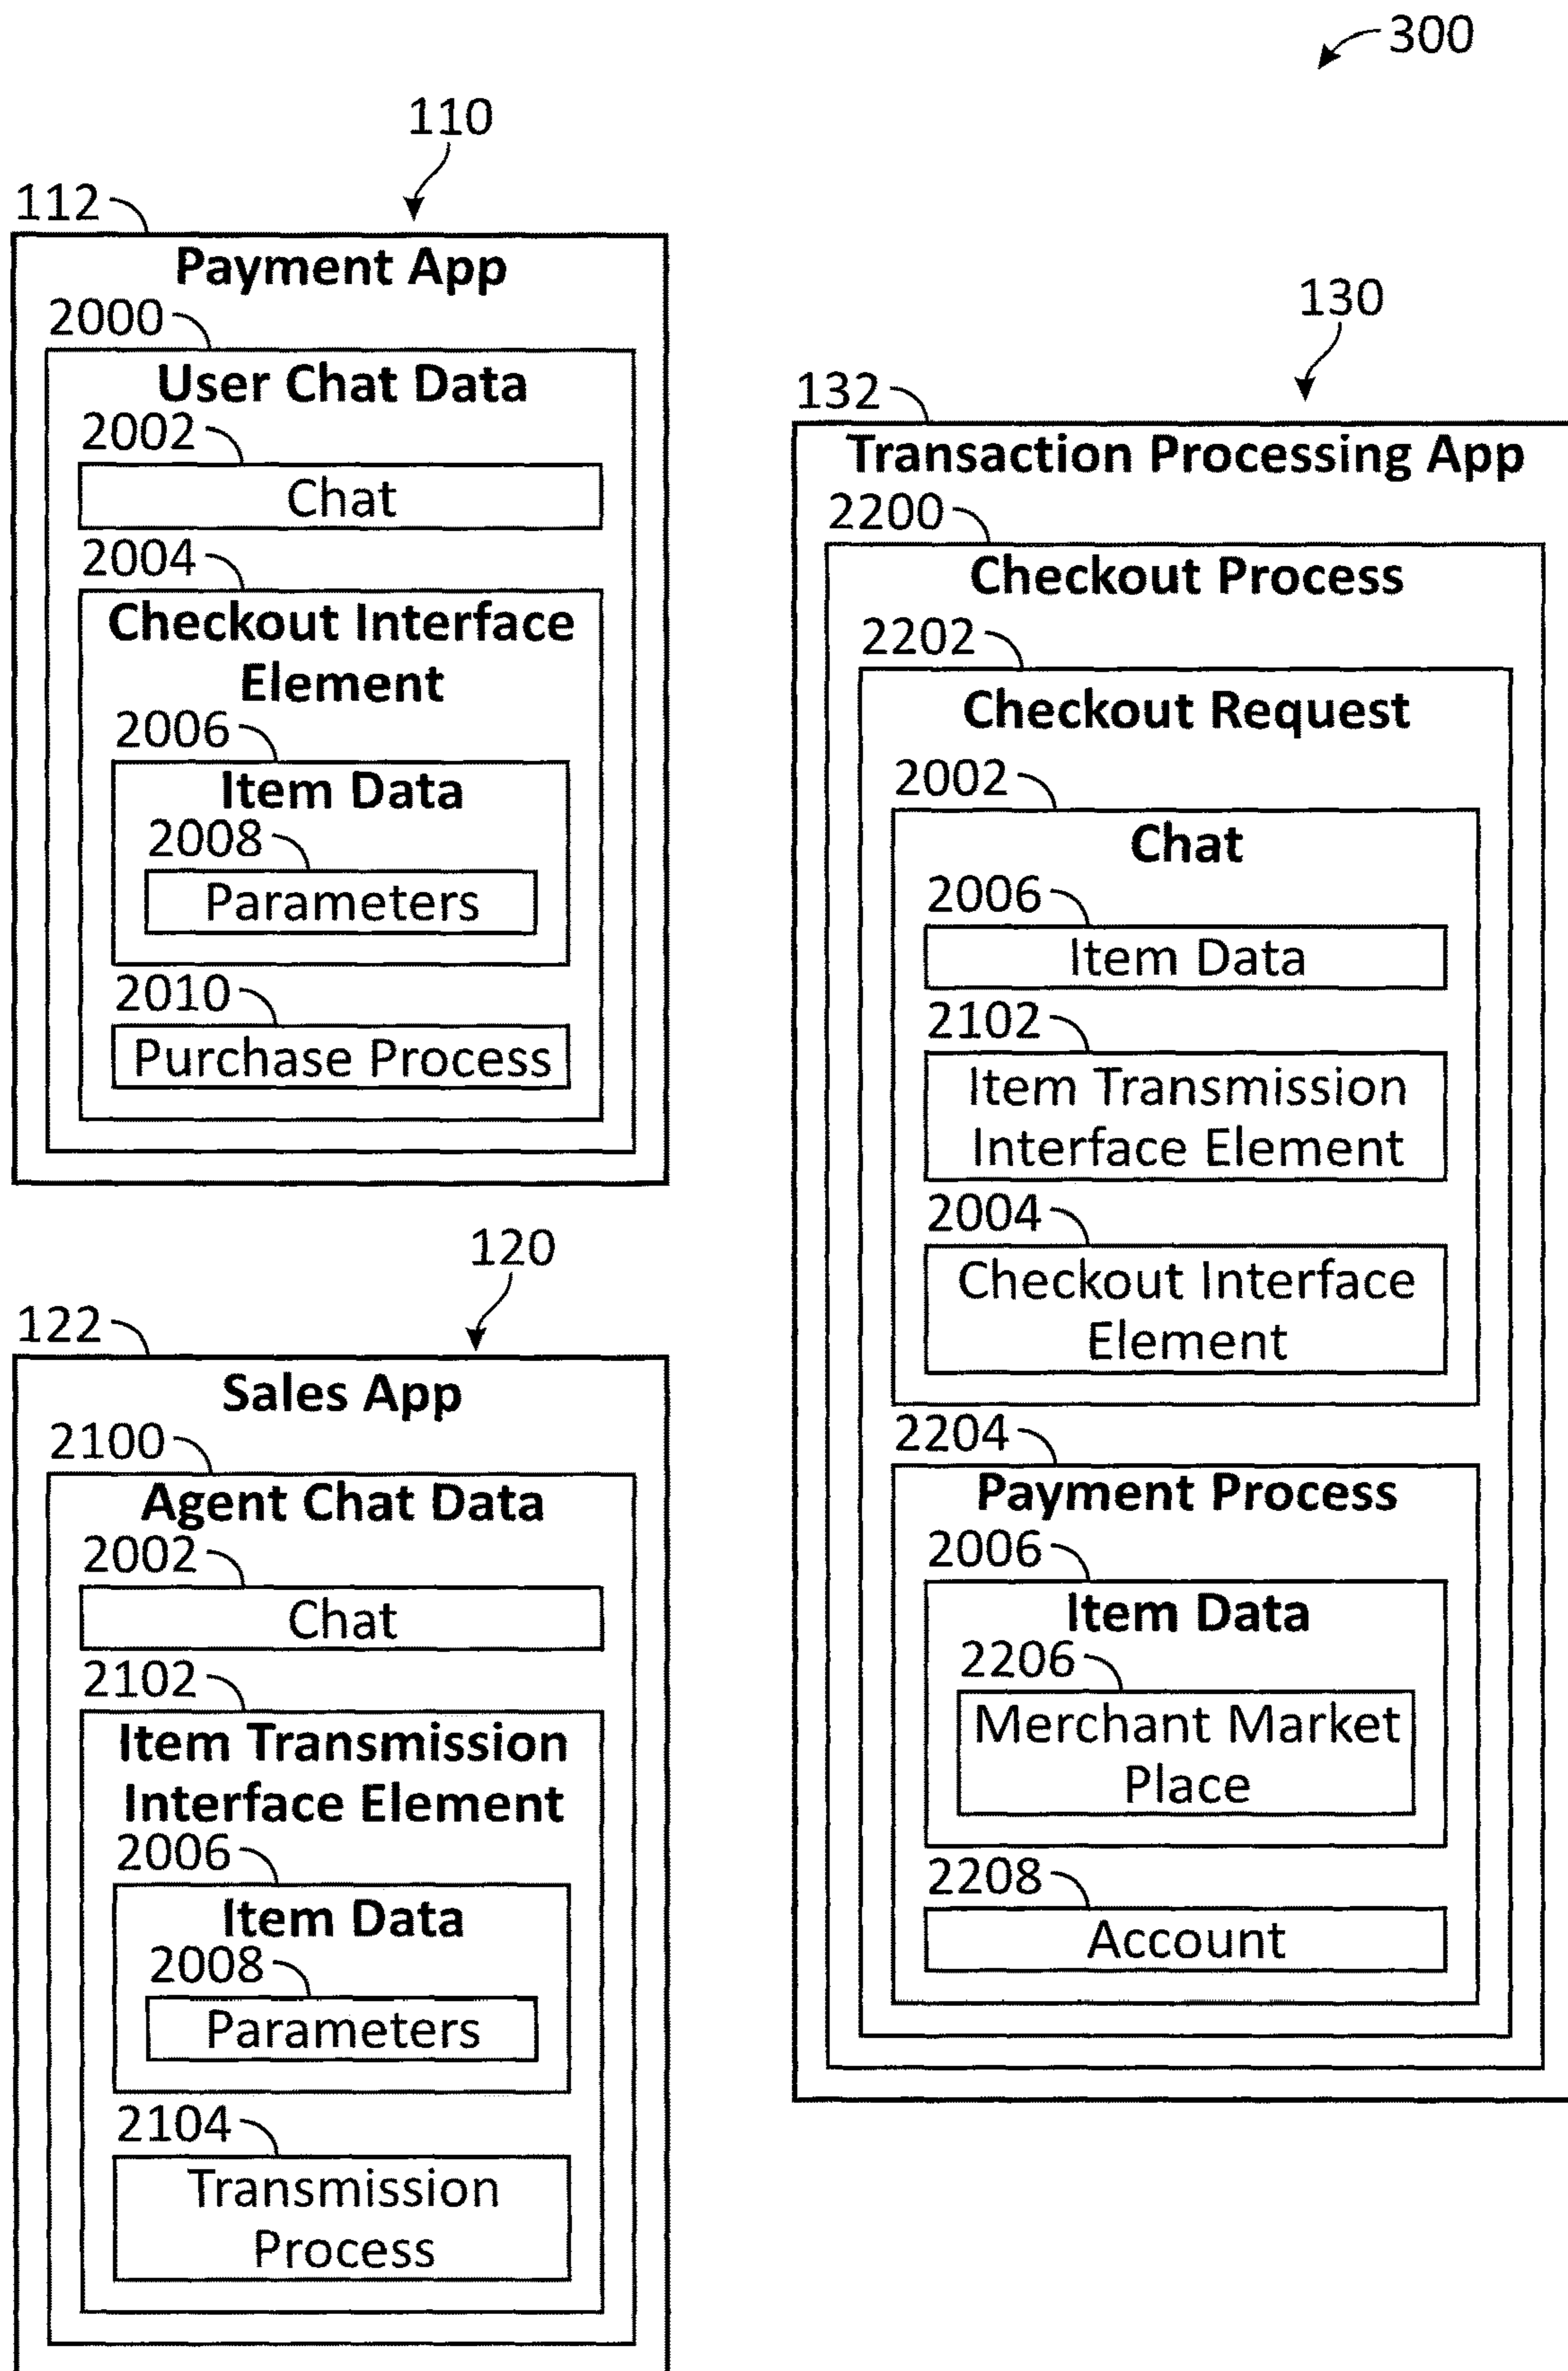 300
110
112
Payment App
2000
User Chat Data
2002
Chat
2004
Checkout Interface
Element
2006
Item Data
2008
Parameters
2010
Purchase Process
120
122
Sales App
2100
Agent Chat Data
2002
Chat
2102
Item Transmission
Interface Element
2006
Item Data
2008
Parameters
2104
Transmission
Process
130
132
Transaction Processing App
2200
Checkout Process
2202
Checkout Request
2002
Chat
2006
Item Data
2102
Item Transmission
Interface Element
2004
Checkout Interface
Element
2204
Payment Process
2006
Item Data
2206
Merchant Market
Place
2208
Account